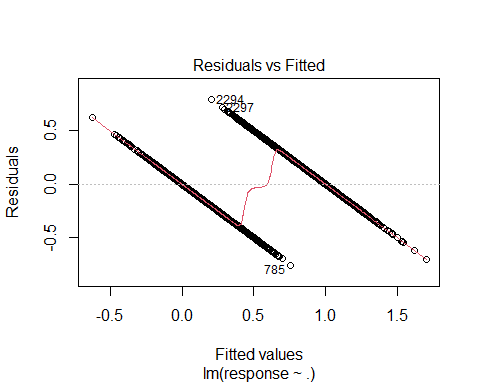 Residuals vs Fitted
Residuals
0.5
0.0
-0.5
2294
2297
785
-0.5
0.0
0.5
1.0
1.5
Fitted values
lm(response ~ .)